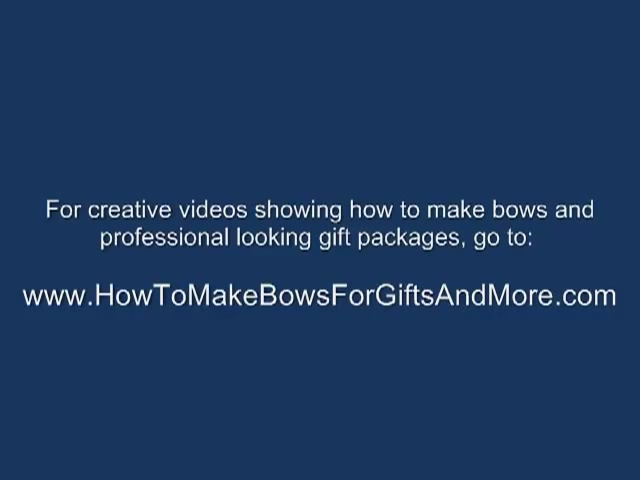 For creative videos showing how to make bows and
professional looking gift packages, go to:
www.HowToMakeBowsForGiftsAndMore.com